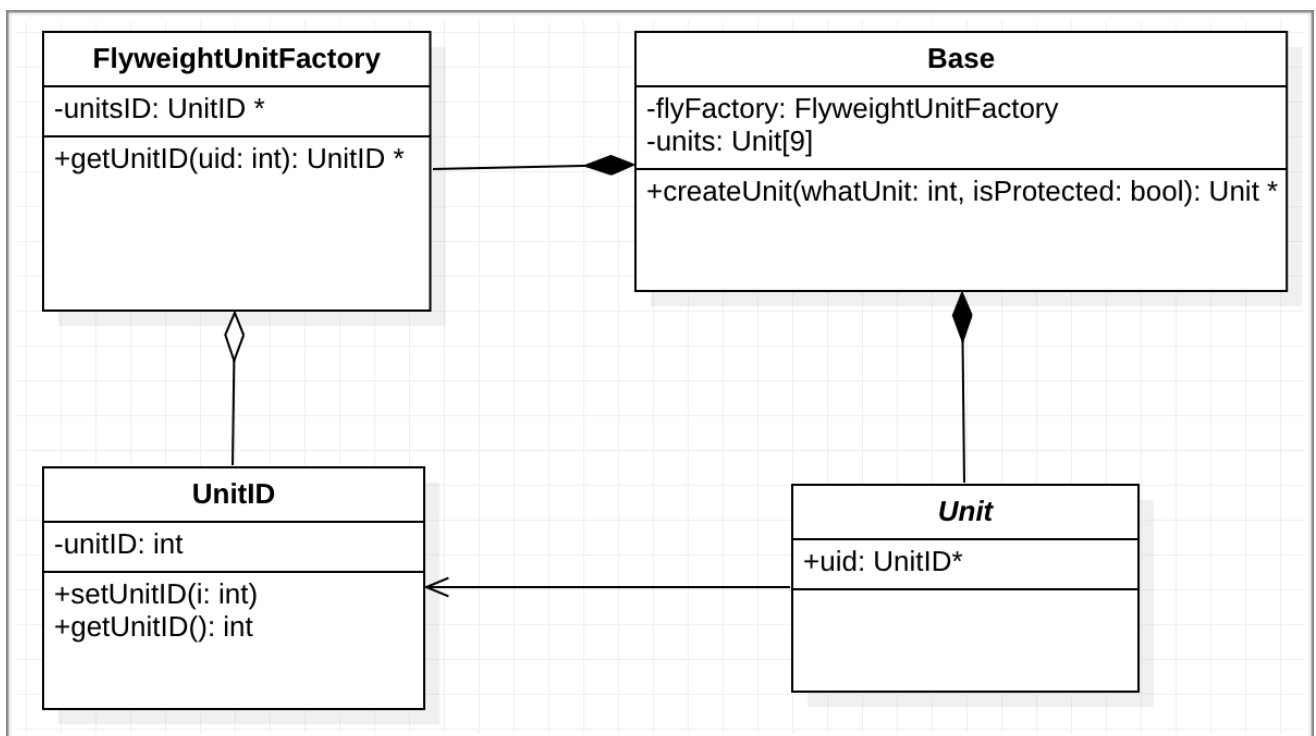 FlyweightUnitFactory
-unitsID: UnitID *
+getUnitID(uid: int): UnitID *
Base
-flyFactory: FlyweightUnitFactory
-units: Unit[9]
+createUnit(whatUnit: int, isProtected: bool): Unit *
UnitID
-unitID: int
+setUnitID(i: int)
+getUnitID(): int
Unit
+uid: UnitID*